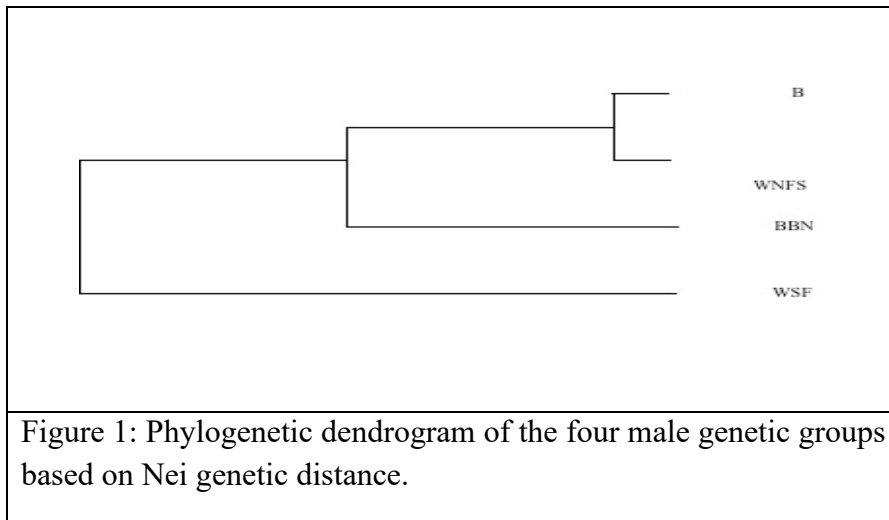 B
WNFS
BBN
WSF
Figure 1: Phylogenetic dendrogram of the four male genetic groups
based on Nei genetic distance.